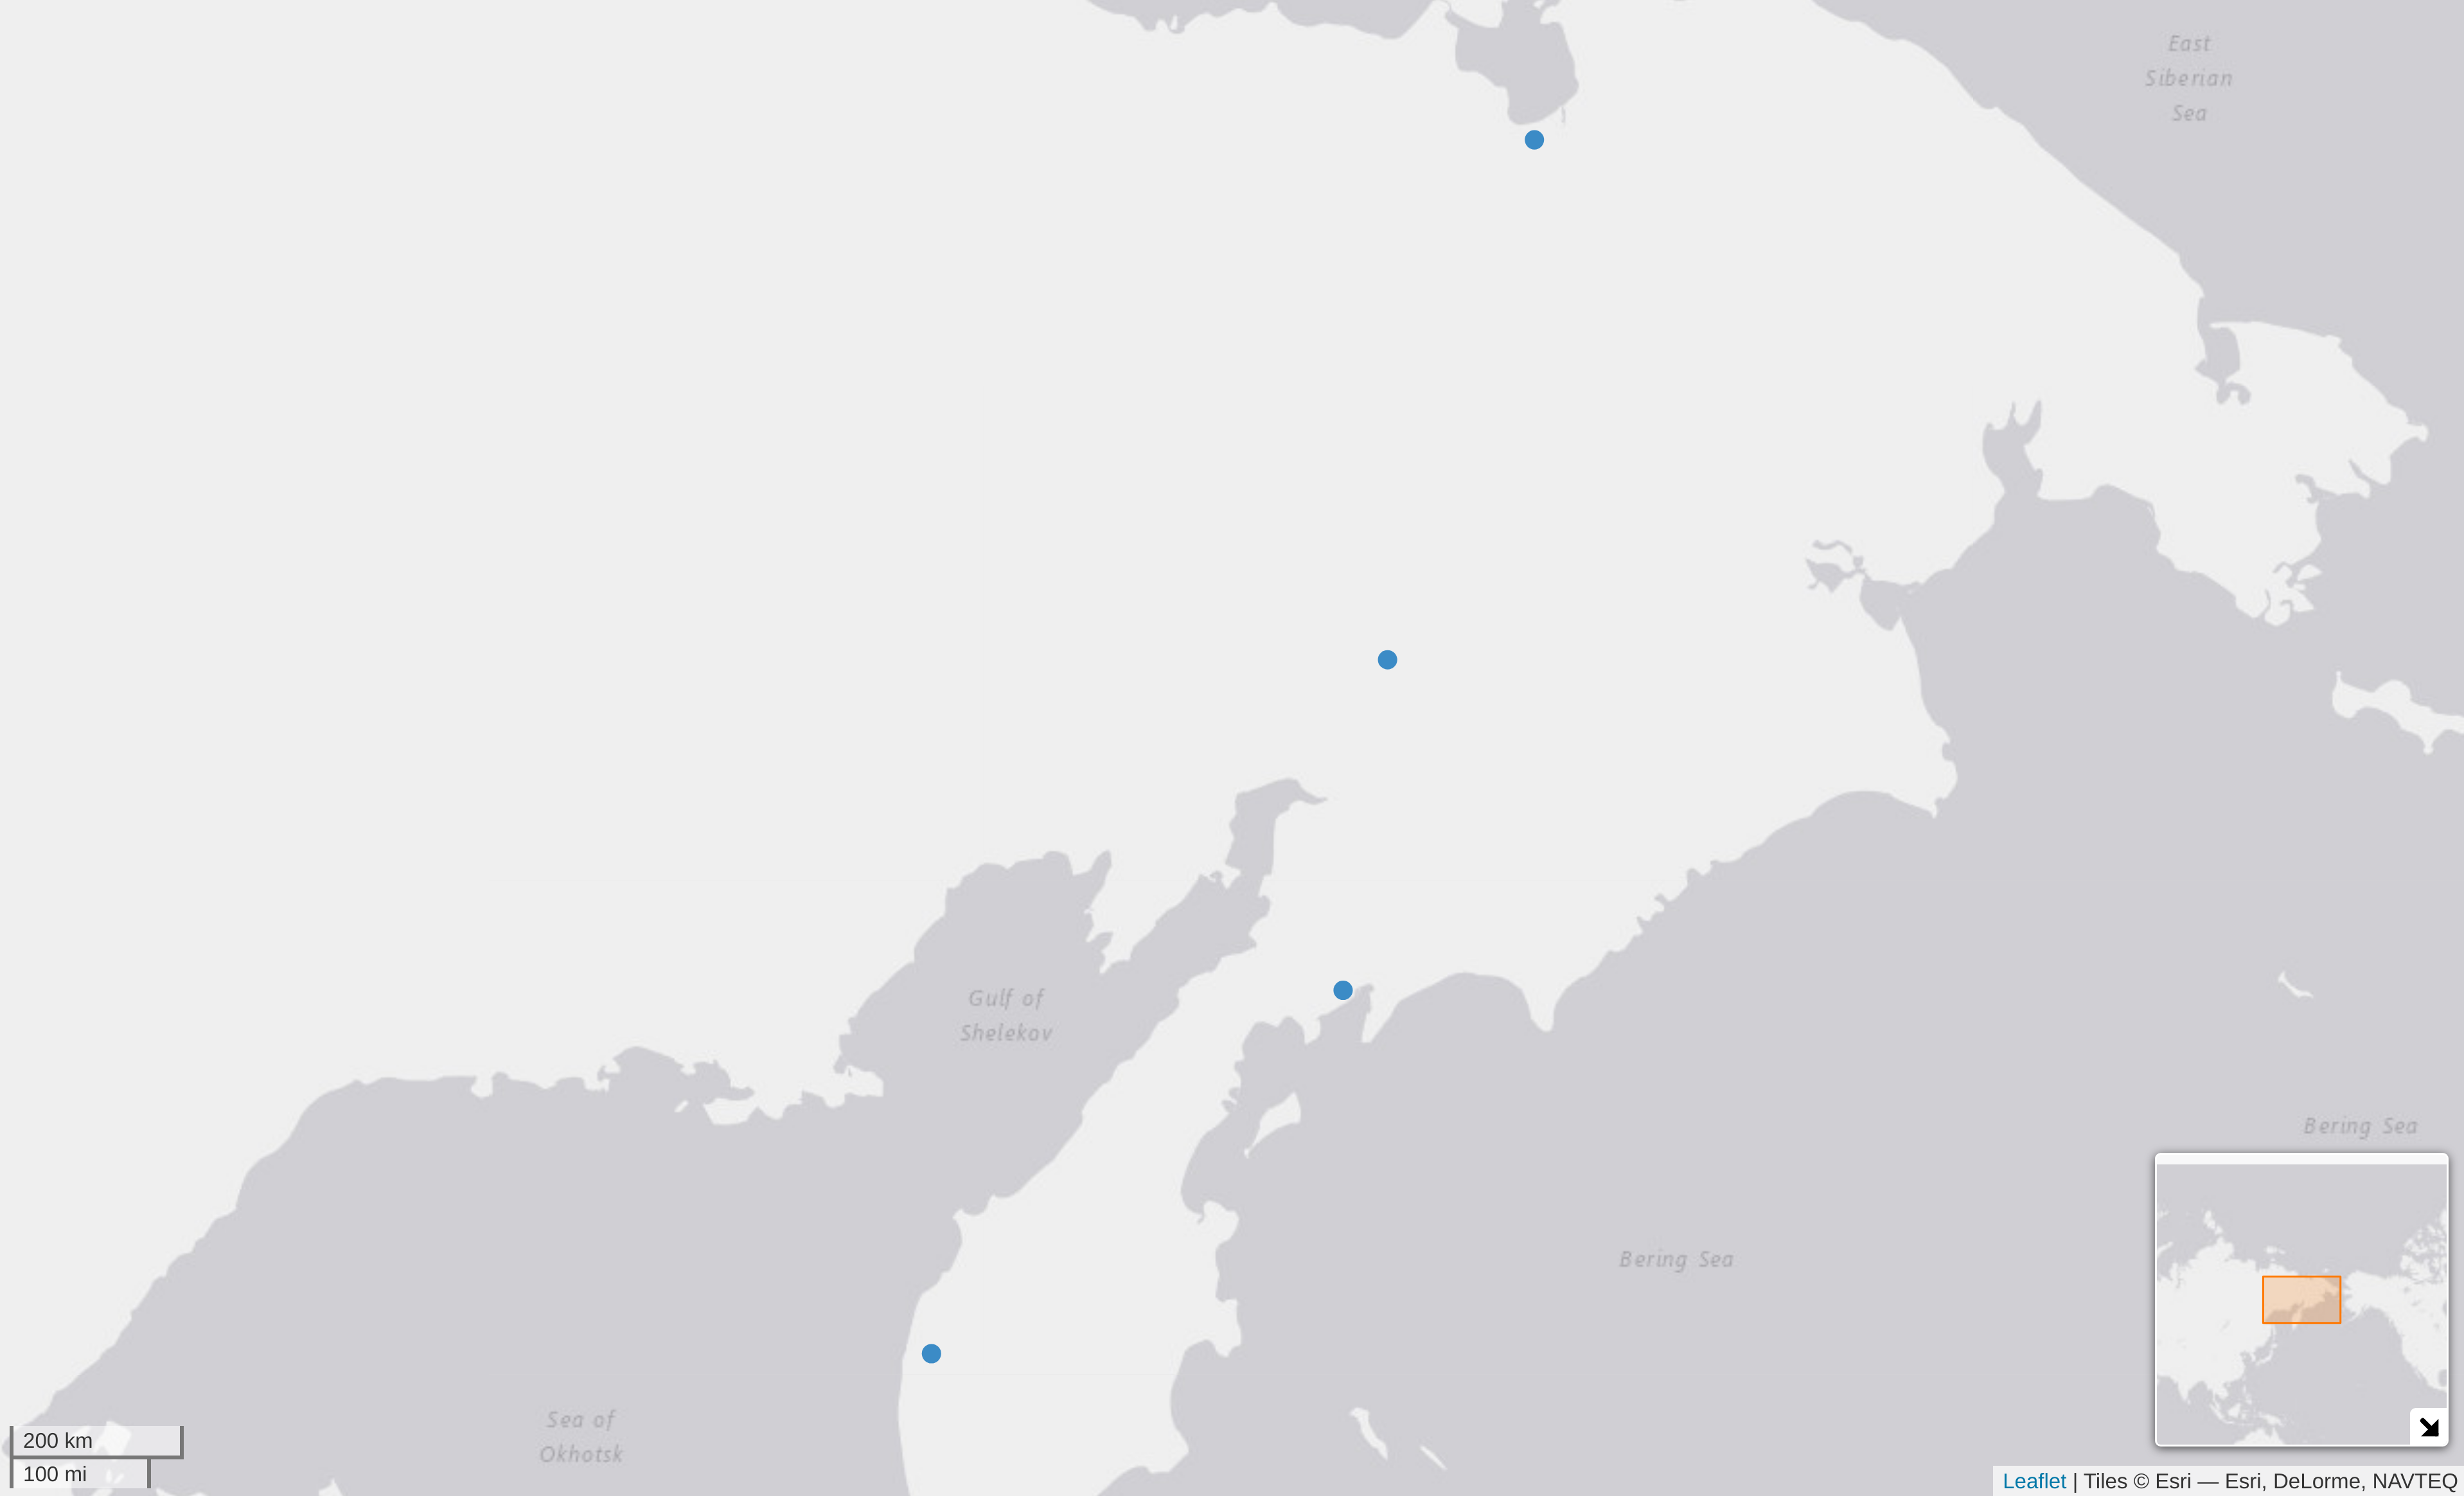 East
Siberian
Sea
Gulf of
Shelekov
Bering Sea
Bering Sea
Sea of
Okhotsk
200 km
100 mi
Leaflet | Tiles © Esri — Esri, DeLorme, NAVTEQ